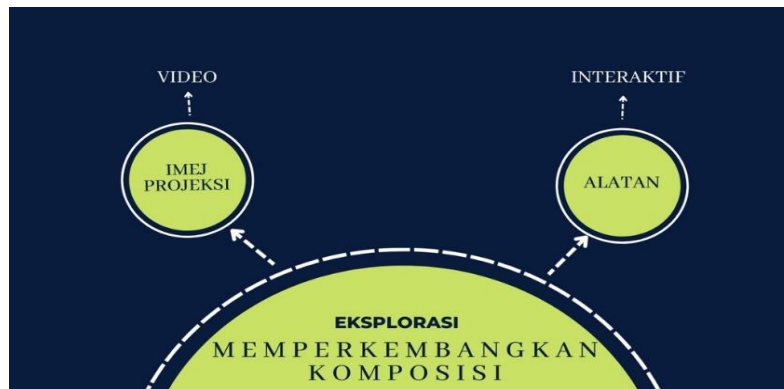 VIDEO
INTERAKTIF
IMEJ
PROJEKSI
ALATAN
EKSPLORASI
MEMPERKEMBANGKAN
KOMPOSISI